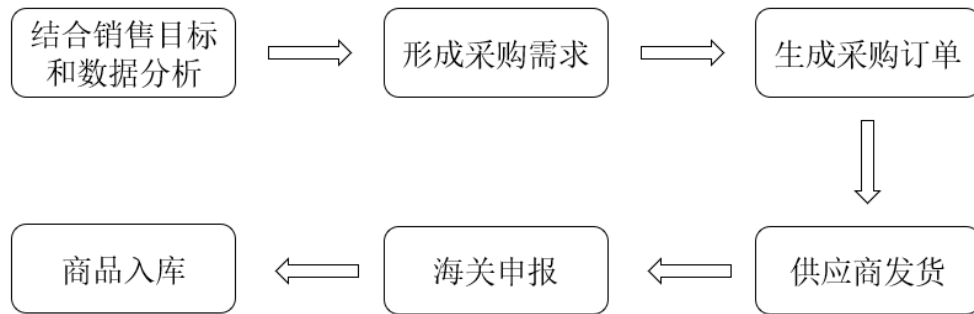 结合销售目标
和数据分析
形成采购需求
生成采购订单
供应商发货
海关申报
商品入库